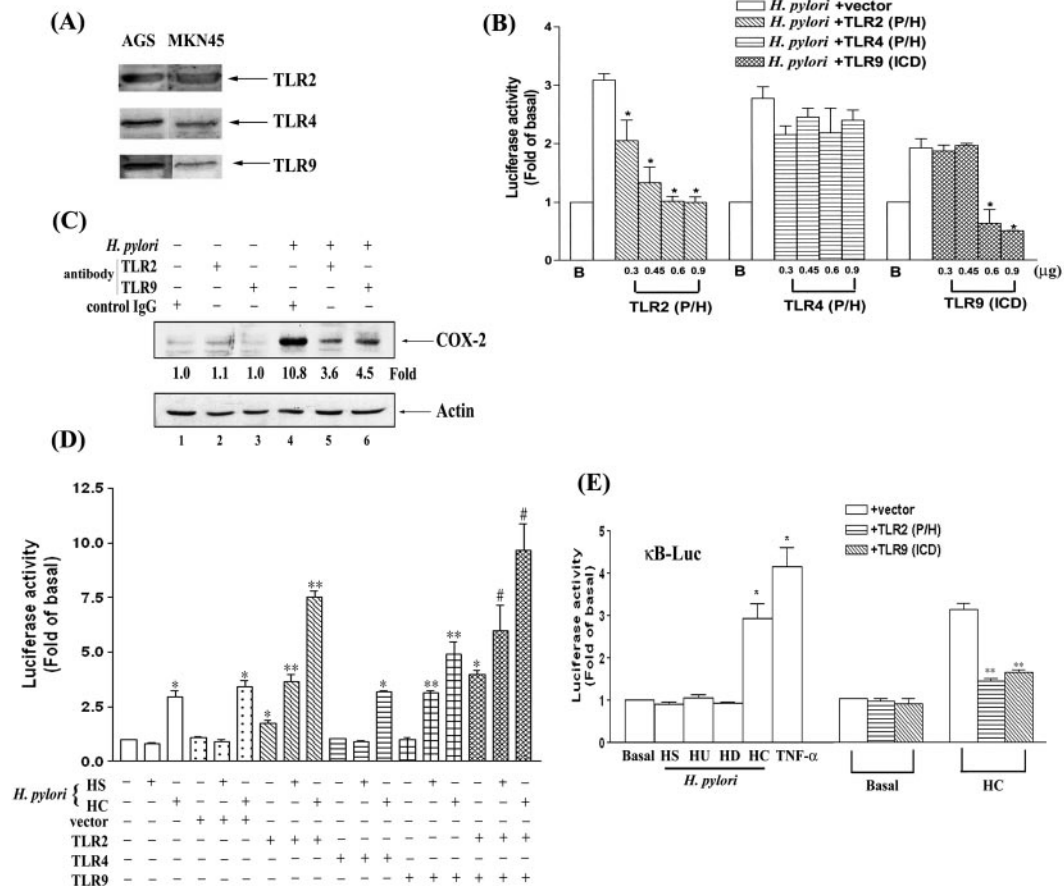 (A)
AGS MKN45
TLR2
TLR4
TLR9
(B)
H. pylori +vector
H. pylori +TLR2 (P/H)
H. pylori +TLR4 (P/H)
H. pylori +TLR9 (ICD)
Luciferase activity
(Fold of basal)
4
3
2
1
0
* * * * * *
B 0.3 0.45 0.6 0.9 B 0.3 0.45 0.6 0.9 B 0.3 0.45 0.6 0.9 (μg)
TLR2 (P/H) TLR4 (P/H) TLR9 (ICD)
(C)
H. pylori – – – + + +
antibody
TLR2 – + – – + –
TLR9 – – + – – +
control IgG + – – + – –
COX-2
1.0 1.1 1.0 10.8 3.6 4.5 Fold
Actin
1 2 3 4 5 6
(D)
Luciferase activity
(Fold of basal)
12.5
10.0
7.5
5.0
2.5
0.0
* * * ** ** * ** ** * # #
H. pylori {
HS – + – – + – – + – – + – – + – – + –
HC – – + – – + – – + – – + – – + – – +
vector – – – + + + – – – – – – – – – – – –
TLR2 – – – – – – + + + – – – – – – + + +
TLR4 – – – – – – – – – + + + – – – – – –
TLR9 – – – – – – – – – – – – + + + + + +
(E)
κB-Luc
+vector
+TLR2 (P/H)
+TLR9 (ICD)
Luciferase activity
(Fold of basal)
5
4
3
2
1
0
* * ** **
Basal HS HU HD HC TNF-α
H. pylori
Basal HC